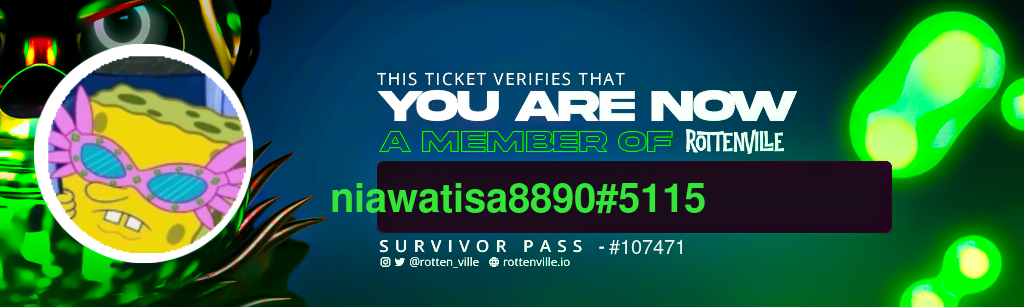 THIS TICKET VERIFIES THAT
YOU ARE NOW
A MEMBER OF ROTTENVILLE
niawatisa8890#5115
SURVIVOR PASS - #107471
@rotten_ville rottenville.io